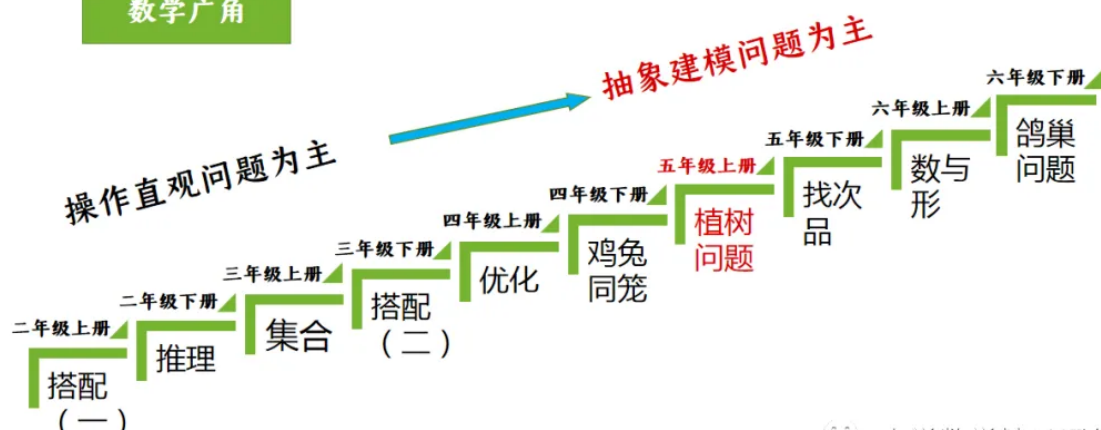 数学广角
抽象建模问题为主
操作直观问题为主
二年级上册
搭配
（一）
二年级下册
推理
三年级上册
集合
三年级下册
搭配
（二）
四年级上册
优化
四年级下册
鸡兔
同笼
五年级上册
植树
问题
五年级下册
找次
品
六年级上册
数与
形
六年级下册
鸽巢
问题